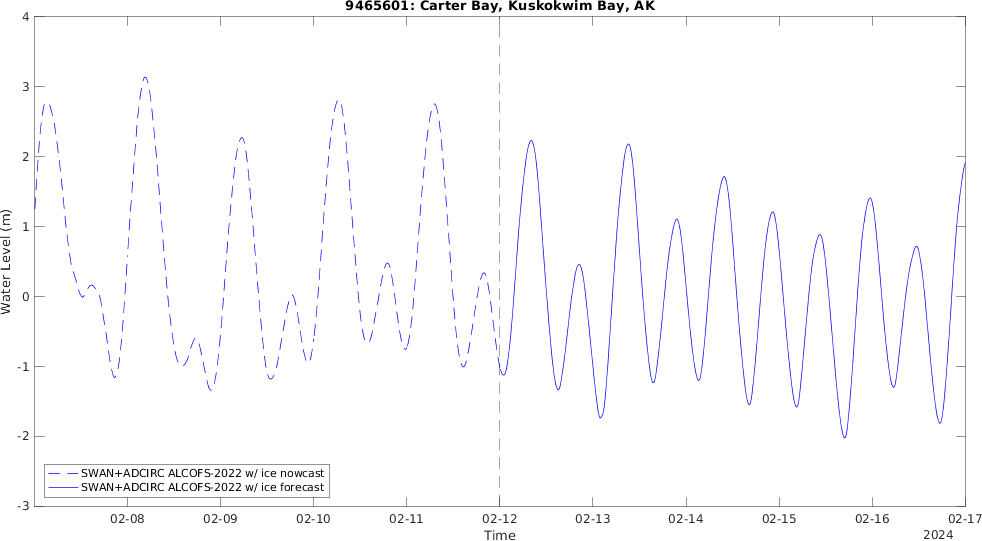 9465601: Carter Bay, Kuskokwim Bay, AK
4
3
2
1
0
-1
-2
-3
Water Level (m)
SWAN+ADCIRC ALCOFS-2022 w/ ice nowcast
SWAN+ADCIRC ALCOFS-2022 w/ ice forecast
02-08 02-09 02-10 02-11 02-12 02-13 02-14 02-15 02-16 02-17
Time
2024